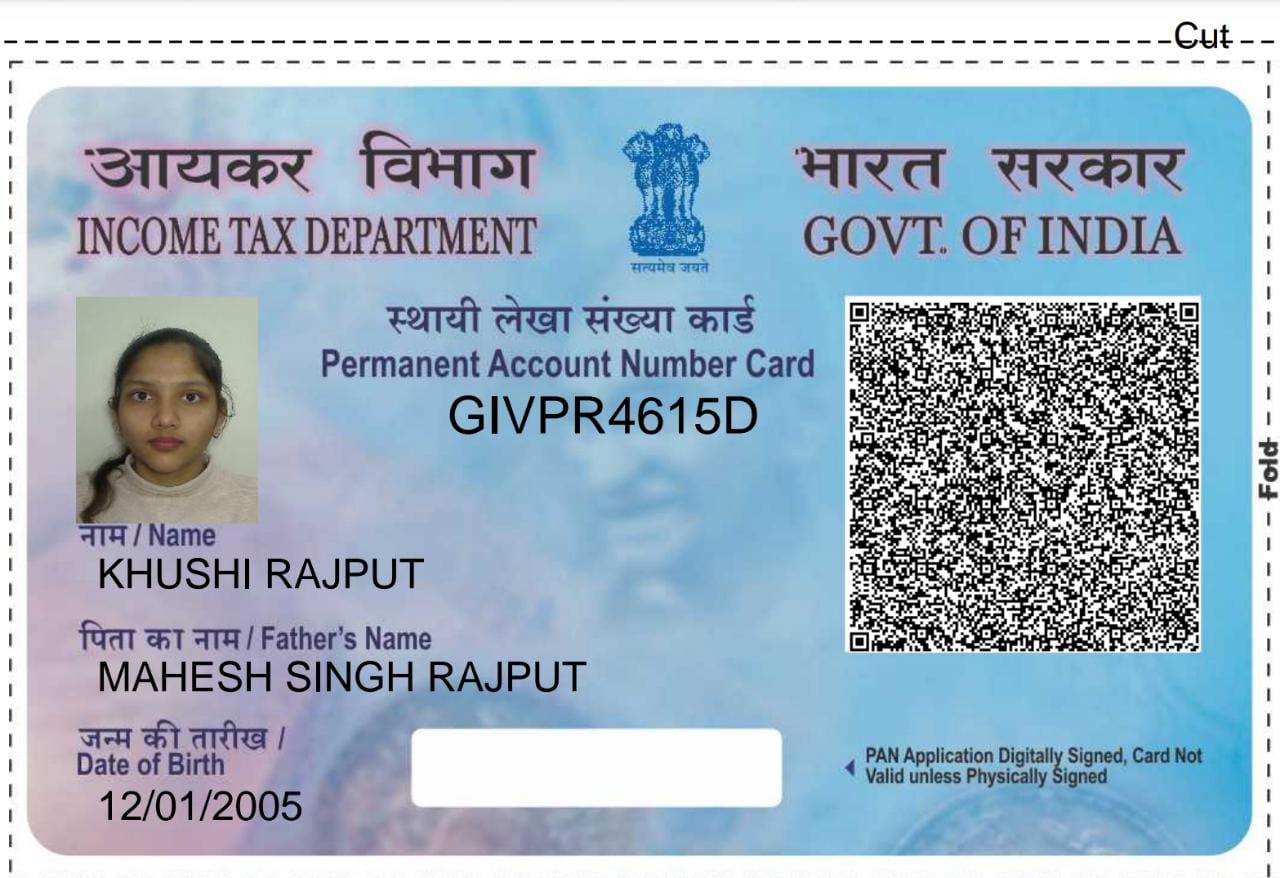 Cut
आयकर विभाग
INCOME TAX DEPARTMENT
सत्यमेव जयते
भारत सरकार
GOVT. OF INDIA
स्थायी लेखा संख्या कार्ड
Permanent Account Number Card
GIVPR4615D
नाम / Name
KHUSHI RAJPUT
पिता का नाम / Father's Name
MAHESH SINGH RAJPUT
जन्म की तारीख /
Date of Birth
12/01/2005
PAN Application Digitally Signed, Card Not
Valid unless Physically Signed
Fold